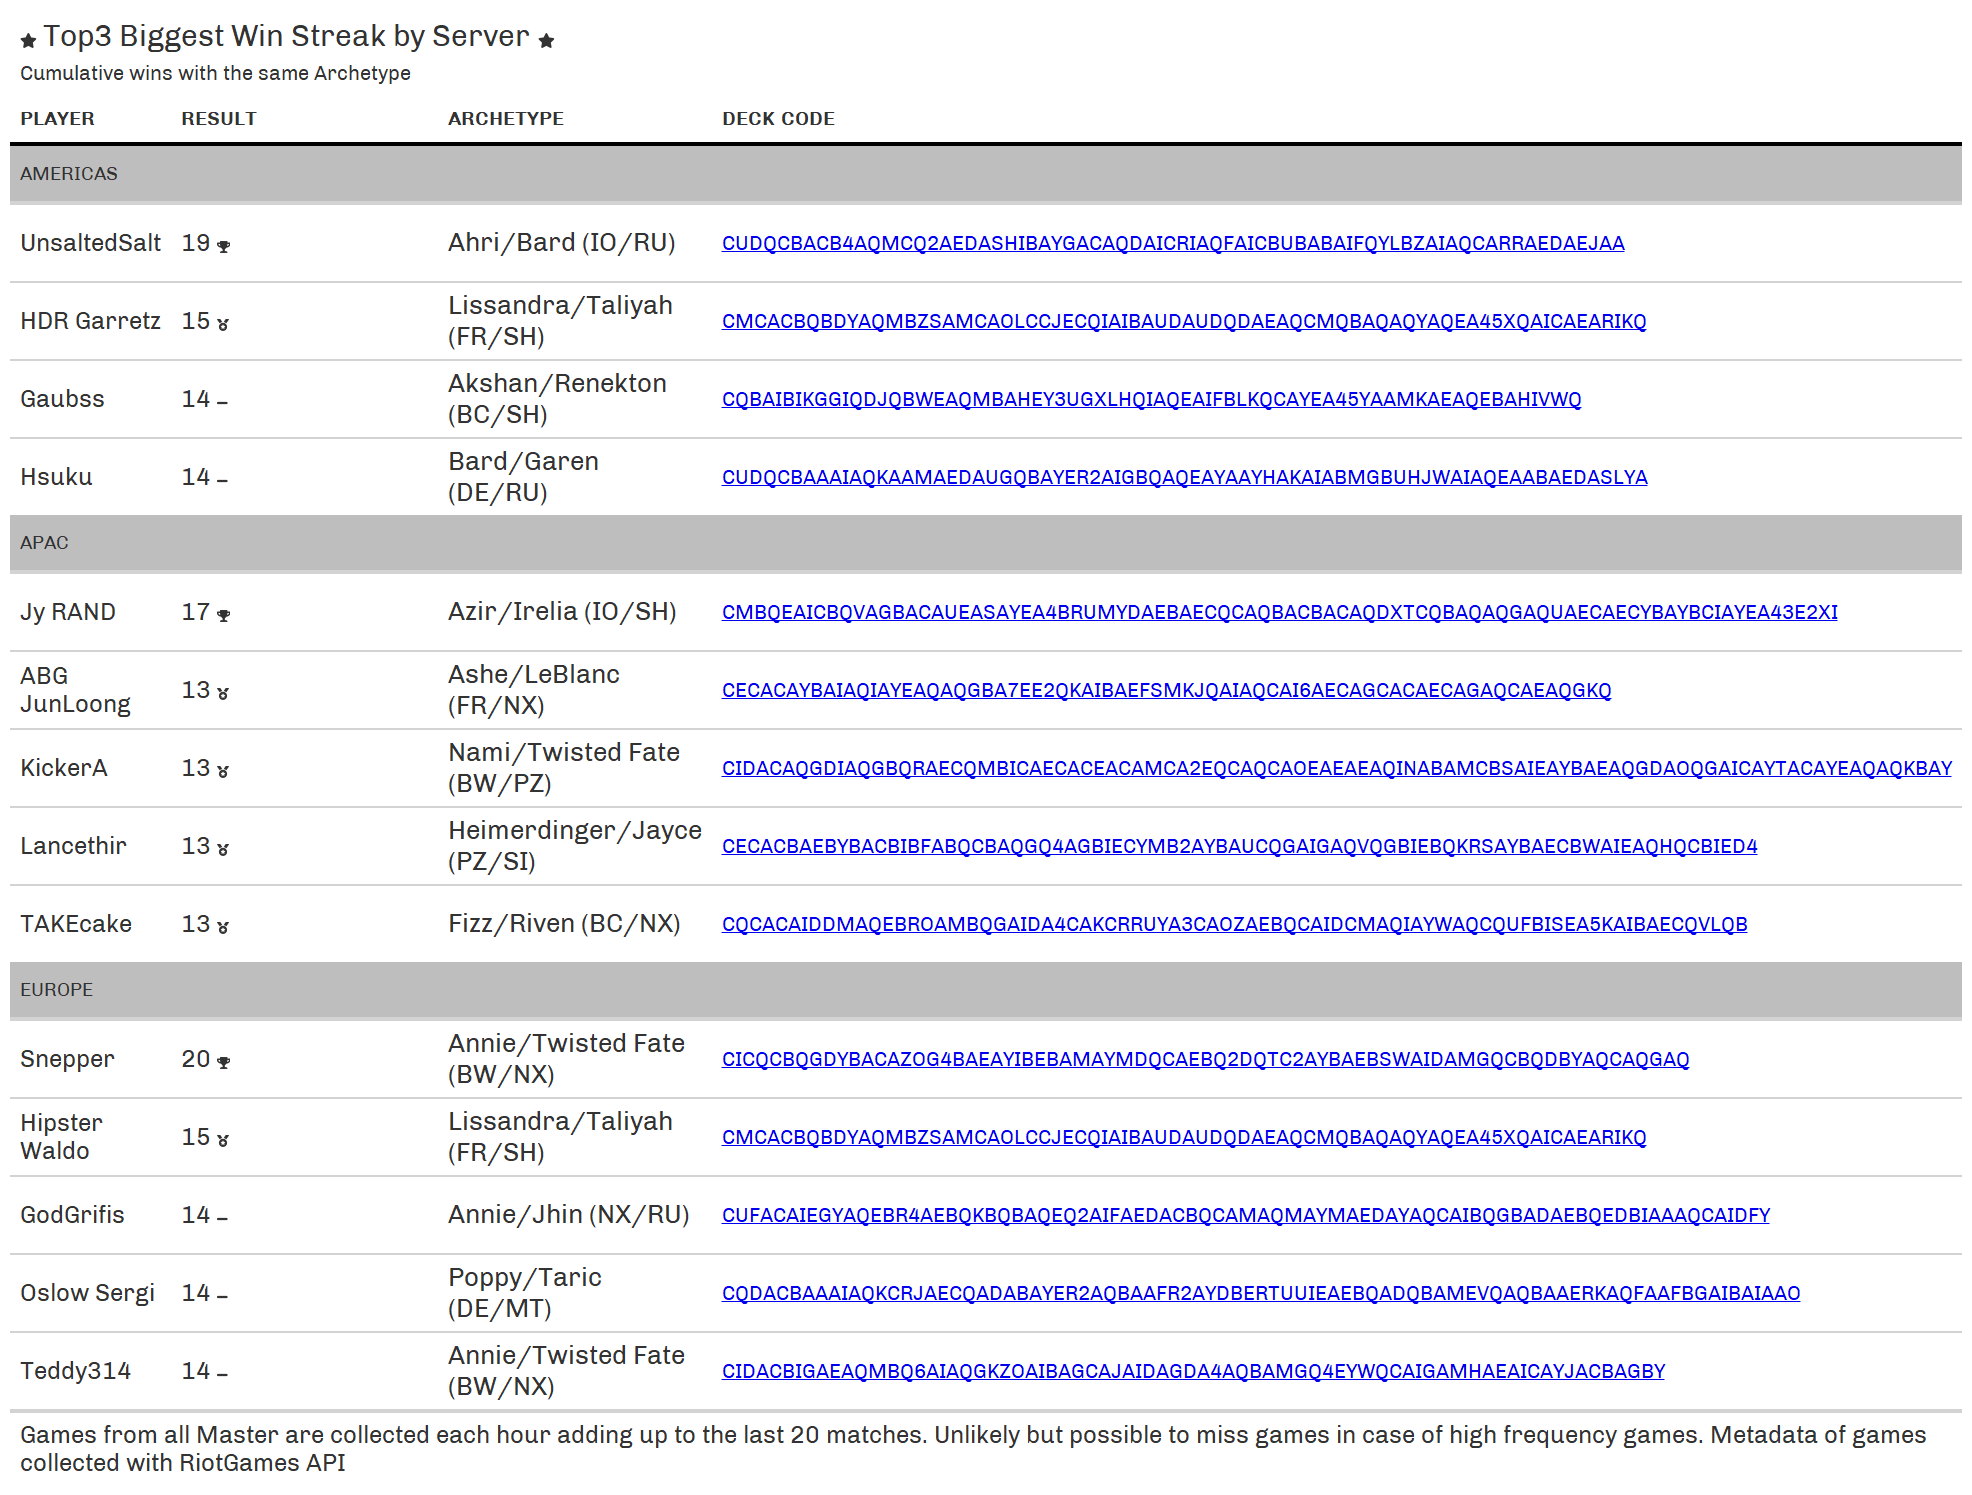 ★ Top3 Biggest Win Streak by Server ★
Cumulative wins with the same Archetype
PLAYER RESULT ARCHETYPE DECK CODE
AMERICAS
UnsaltedSalt 19 Ahri/Bard (IO/RU) CUDQCBACB4AQMCQ2AEDASHIBAYGACAQDAICRIAQFAICBUBABAIFQYLBZAIAQCARRAEDAEJAA
HDR Garretz 15 Lissandra/Taliyah (FR/SH) CMCACBQBDYAQMBZSAMCAOLCCJECQIAIBAUDAUDQDAEAQCMQBAQAQYAQEA45XQAICAEARIKQ
Gaubss 14 – Akshan/Renekton (BC/SH) CQBAIBIKGGIQDJQBWEAQMBAHEY3UGXLHQIAQEAIFBLKQCAYEA45YAAMKAEAQEBAHIVWQ
Hsuku 14 – Bard/Garen (DE/RU) CUDQCBAAAIAQKAAMAEDAUGQBAYER2AIGBQAQEAYAAYHAKAIABMGBUHJWAIAQEAABAEDASLYA
APAC
Jy RAND 17 Azir/Irelia (IO/SH) CMBQEAICBQVAGBACAUEASAYEA4BRUMYDAEBAECQCAQBACBACAQDXTCQBAQAQGAQUAECAECYBAYBCIAYEA43E2XI
ABG JunLoong 13 Ashe/LeBlanc (FR/NX) CECACAYBAIAQIAYEAQAQGBA7EE2QKAIBAEFSMKJQAIAQCAI6AECAGCACAECAGAQCAEAQGKQ
KickerA 13 Nami/Twisted Fate (BW/PZ) CIDACAQGDIAQGBQRAECQMBICAECACEACAMCA2EQCAQCAOEAEAEAQINABAMCBSAIEAYBAEAQGDAOQGAICAYTACAYEAQAQKBAY
Lancethir 13 Heimerdinger/Jayce (PZ/SI) CECACBAEBYBACBIBFABQCBAQGQ4AGBIECYMB2AYBAUCQGAIGAQVQGBIEBQKRSAYBAECBWAIEAQHQCBIED4
TAKEcake 13 Fizz/Riven (BC/NX) CQCACAIDDMAQEBROAMBQGAIDA4CAKCRRUYA3CAOZAEBQCAIDCMAQIAYWAQCQUFBISEA5KAIBAECQVLQB
EUROPE
Snepper 20 Annie/Twisted Fate (BW/NX) CICQCBQGDYBACAZOG4BAEAYIBEBAMAYMDQCAEBQ2DQTC2AYBAEBSWAIDAMGQCBQDBYAQCAQGAQ
Hipster Waldo 15 Lissandra/Taliyah (FR/SH) CMCACBQBDYAQMBZSAMCAOLCCJECQIAIBAUDAUDQDAEAQCMQBAQAQYAQEA45XQAICAEARIKQ
GodGrifis 14 – Annie/Jhin (NX/RU) CUFACAIEGYAQEBR4AEBQKBQBAQEQ2AIFAEDACBQCAMAQMAYMAEDAYAQCAIBQGBADAEBQEDBIAAAQCAIDFY
Oslow Sergi 14 – Poppy/Taric (DE/MT) CQDACBAAAIAQKCRJAECQADABAYER2AQBAAFR2AYDBERTUUIEAEBQADQBAMEVQAQBAAERKAQFAAFBGAIBAIAAO
Teddy314 14 – Annie/Twisted Fate (BW/NX) CIDACBIGAEAQMBQ6AIAQGKZOAIBAGCAJAIDAGDA4AQBAMGQ4EYWQCAIGAMHAEAICAYJACBAGBY
Games from all Master are collected each hour adding up to the last 20 matches. Unlikely but possible to miss games in case of high frequency games. Metadata of games
collected with RiotGames API